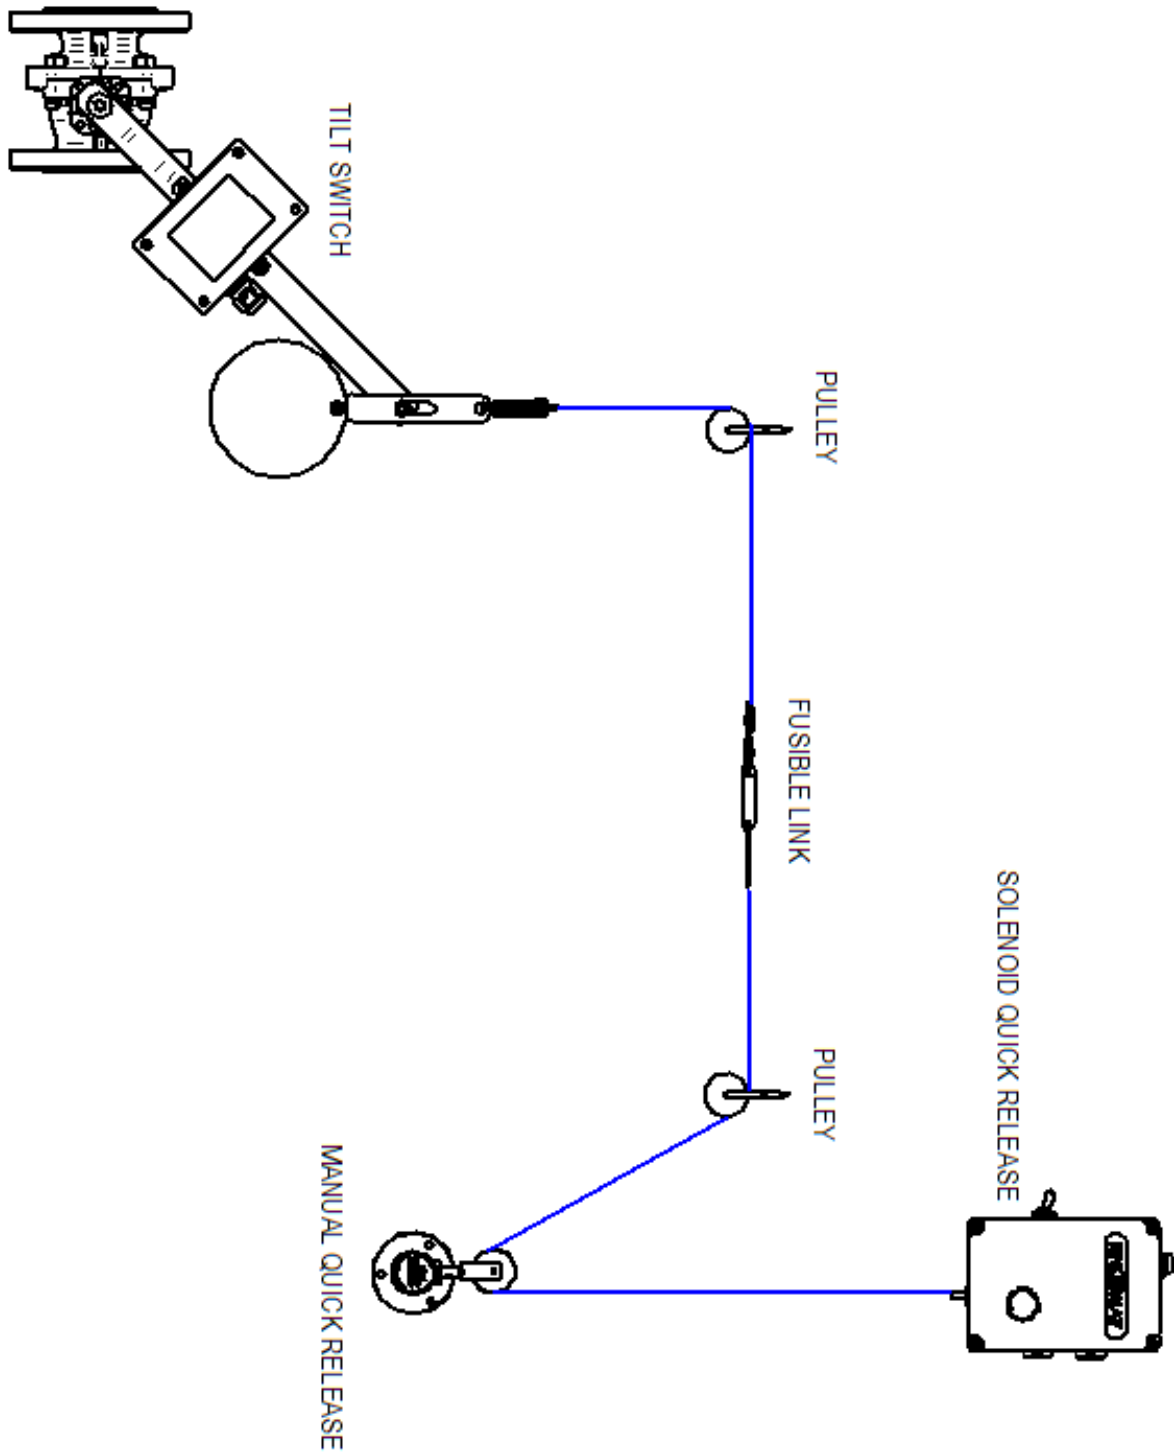 TILT SWITCH
PULLEY
FUSIBLE LINK
SOLENOID QUICK RELEASE
PULLEY
MANUAL QUICK RELEASE